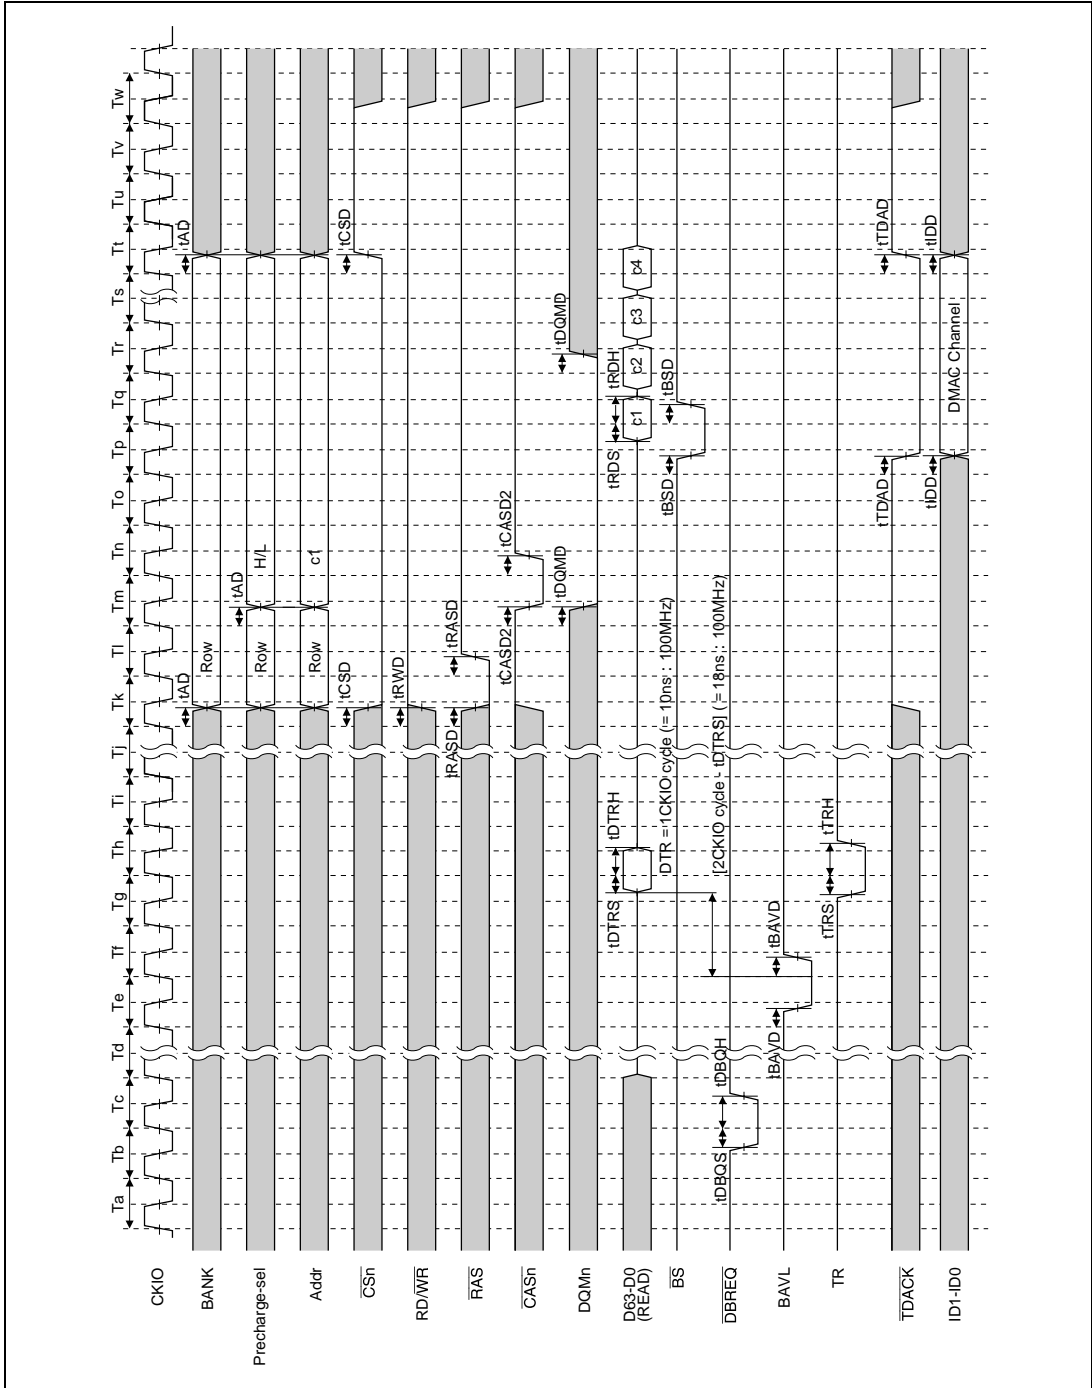 Ta Tb Tc Td Te Tf Tg Th Ti Tj Tk Tl Tm Tn To Tp Tq Tr Ts Tt Tu Tv Tw
CKIO
BANK
tAD
Row
tAD
Precharge-sel
Row
tAD
H/L
Addr
Row
c1
CSn
tCSD
tCSD
RD/WR
tRWD
RAS
tRASD
tRASD
CASn
tCASD2
tCASD2
DQMn
tDQMD
tDQMD
D63-D0
(READ)
tDTRS
tDTRH
tRDS
tRDH
c1
c2
c3
c4
DTR = 1CKIO cycle (= 10ns : 100MHz)
BS
tBSD
tBSD
[2CKIO cycle - tDTRS] ( = 18ns : 100MHz)
DBREQ
tDBQS
tDBQH
BAVL
tBAVD
tBAVD
TR
tTRS
tTRH
TDACK
tTDAD
tTDAD
ID1-ID0
tIDD
DMAC Channel
tIDD